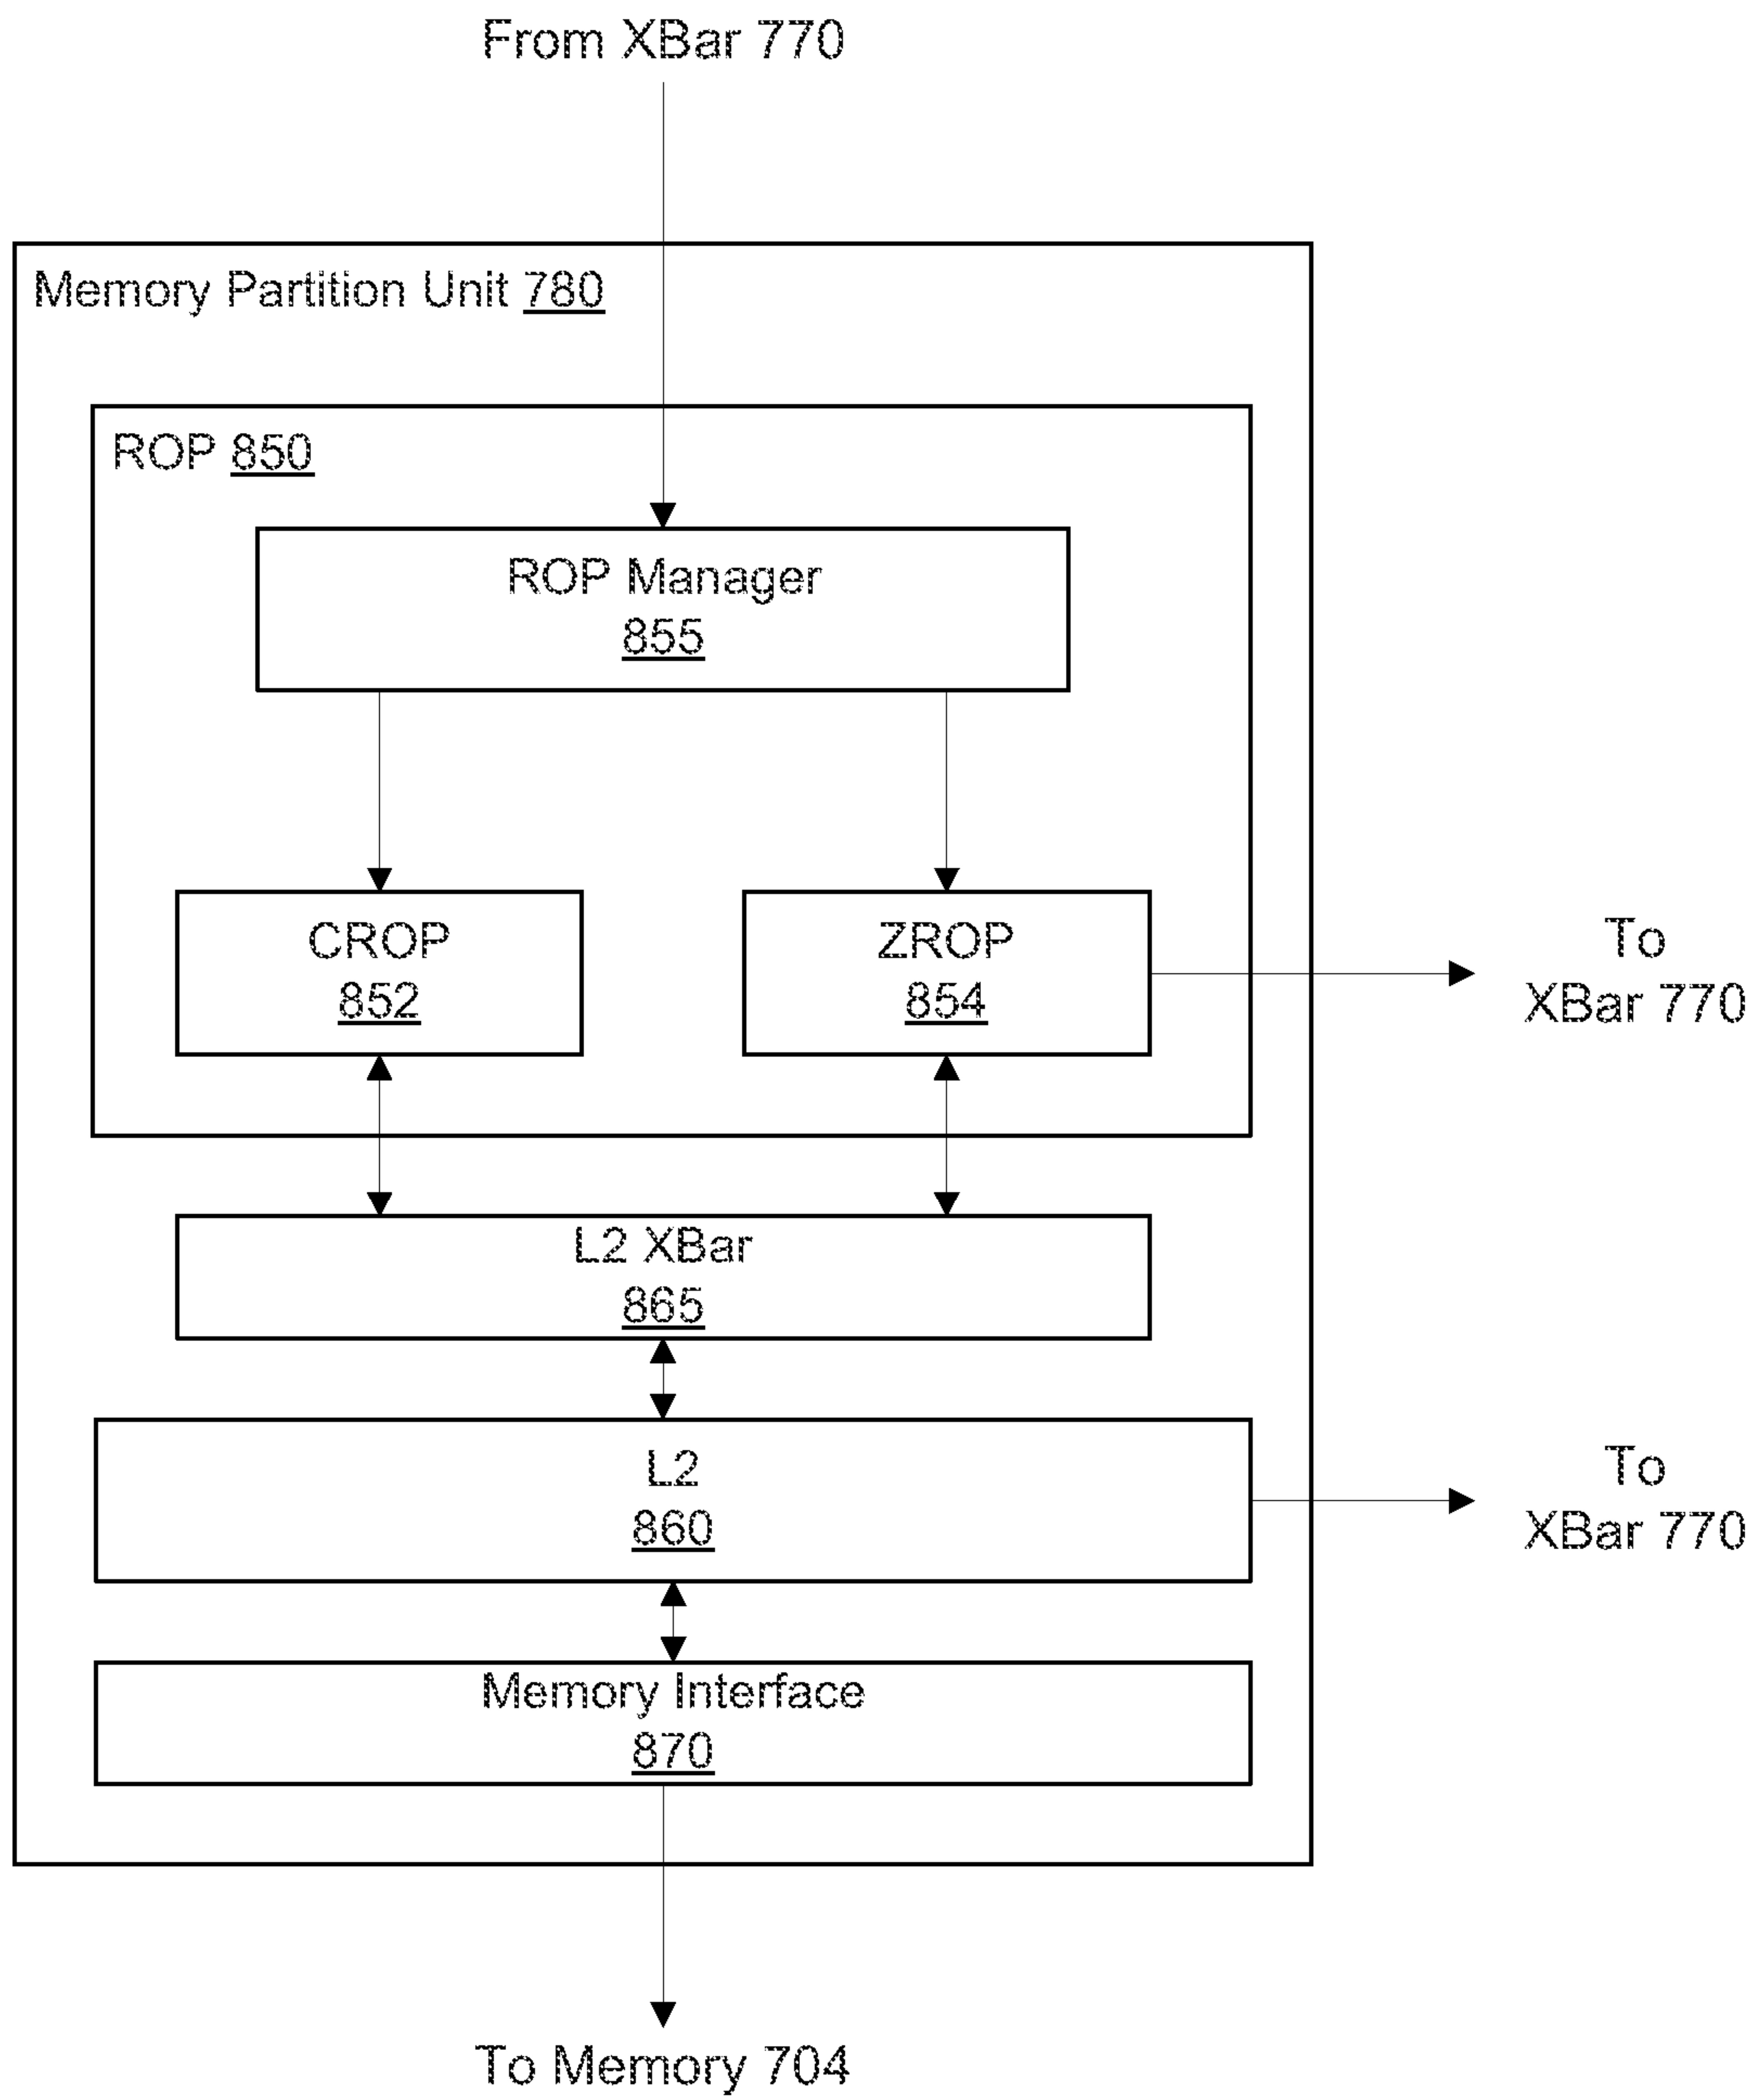 From XBar 770
Memory Partition Unit 780
ROP 850
ROP Manager
855
CROP
852
ZROP
854
To
XBar 770
L2 XBar
865
L2
860
To
XBar 770
Memory Interface
870
To Memory 704